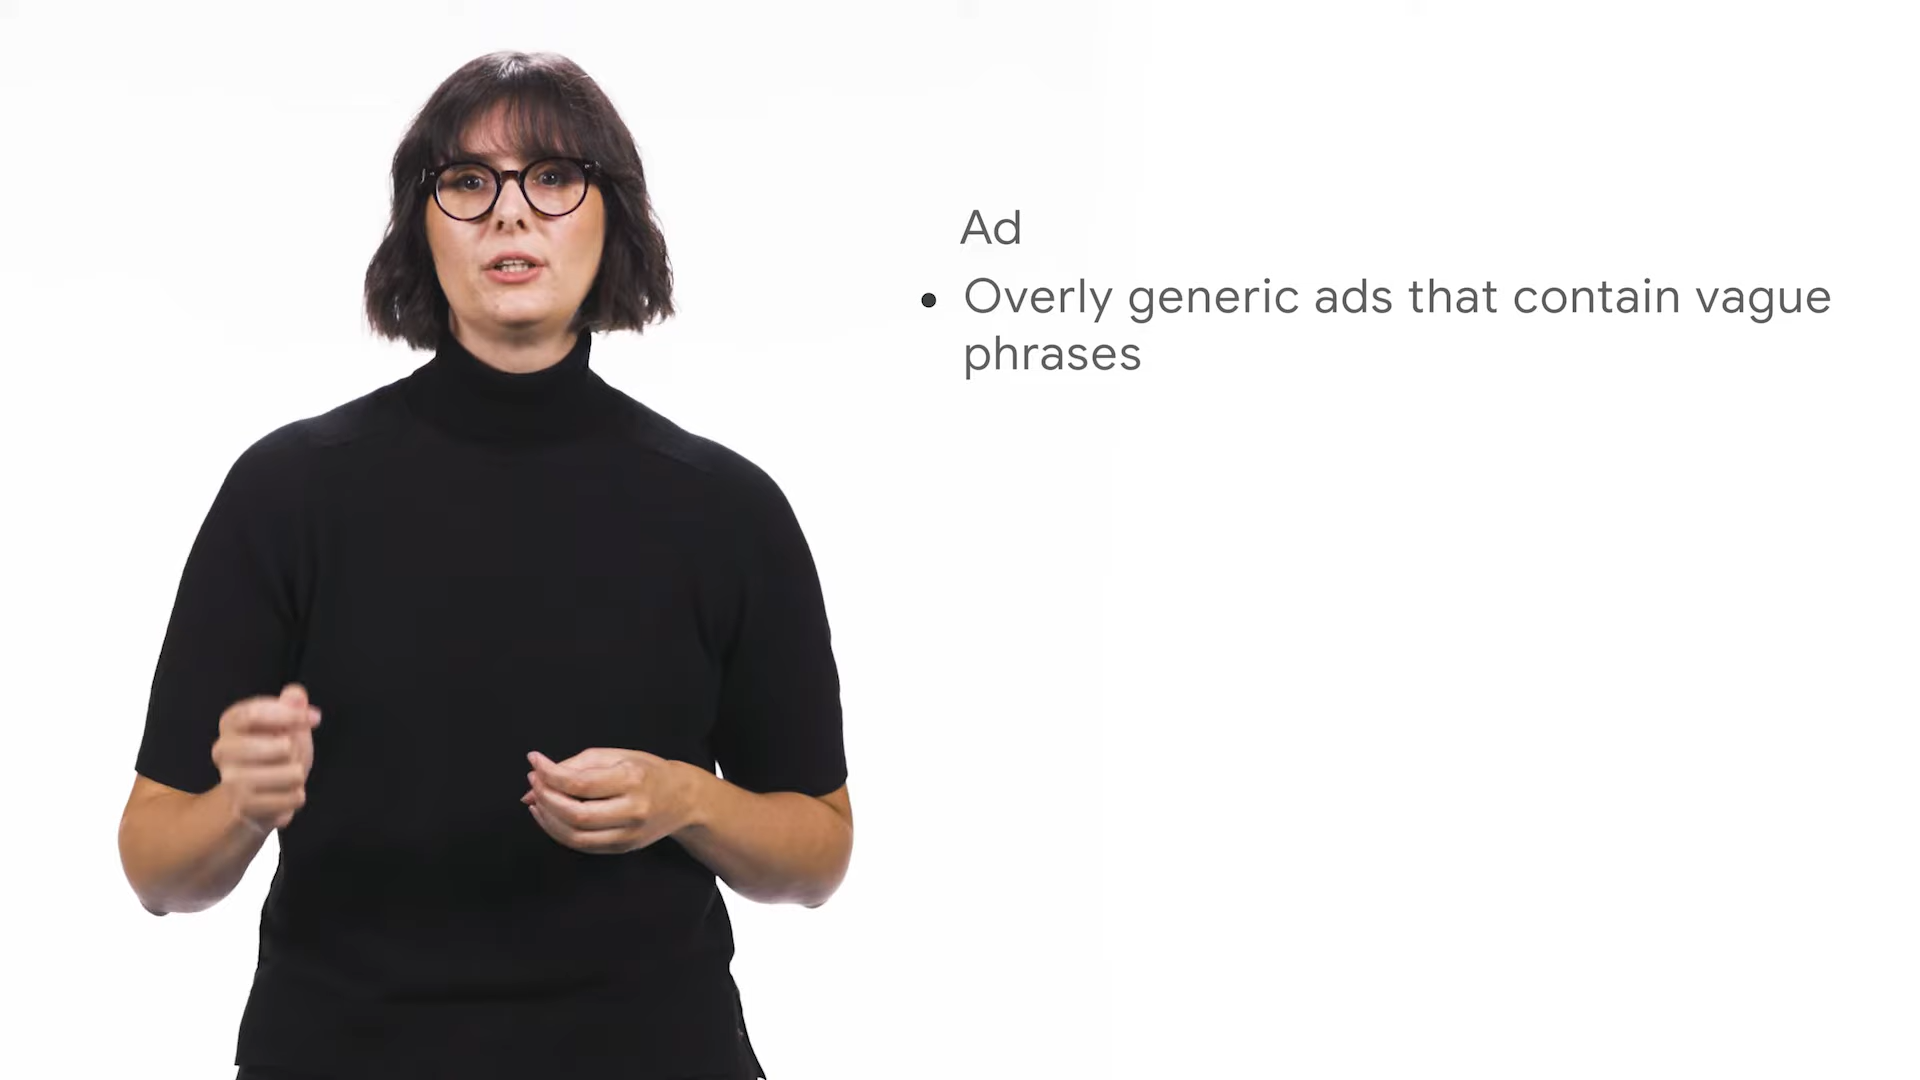 Ad
• Overly generic ads that contain vague
phrases